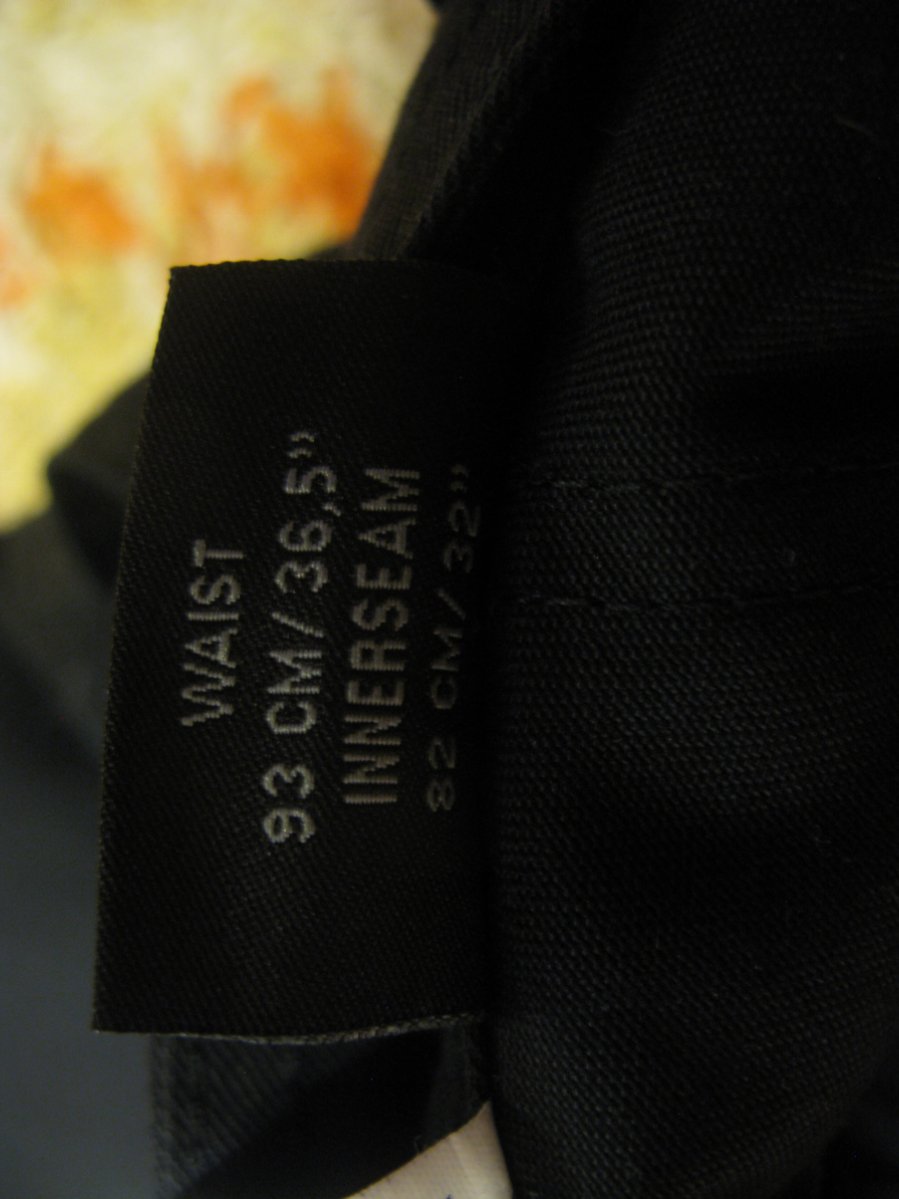 WAIST
93 CM/36,5"
INNERSEAM
82 CM/32"